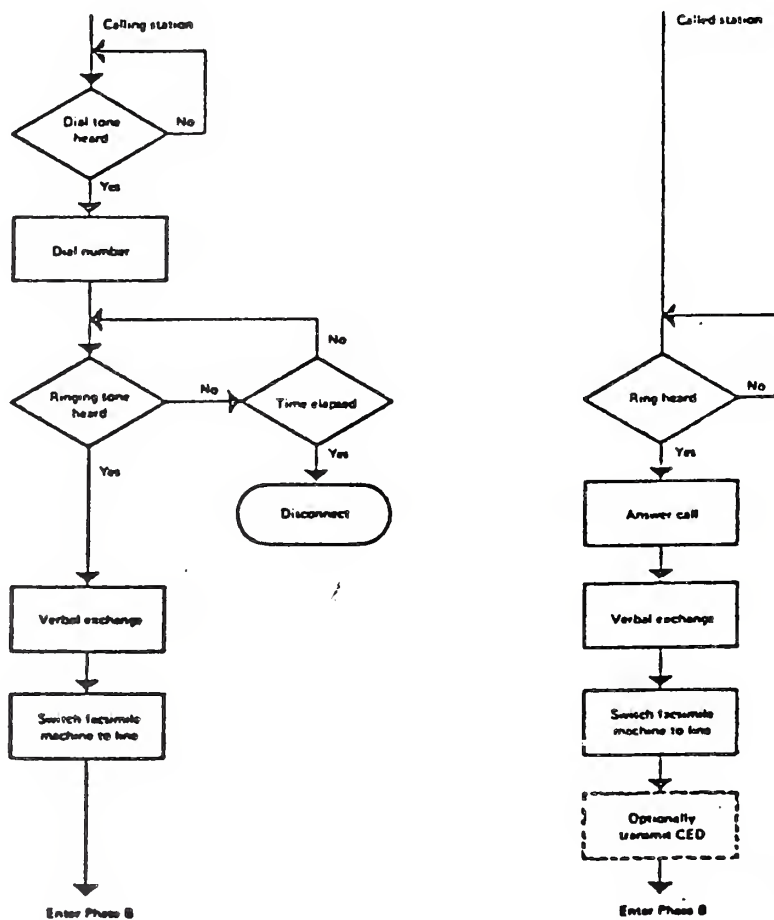 Calling station
Dial tone
heard
No
Yes
Dial number
No
Ringing tone
heard
No
Time elapsed
Yes
Yes
Disconnect
Verbal exchange
Switch facsimile
machine to line
Enter Phase B
Called station
Ring heard
No
Yes
Answer call
Verbal exchange
Switch facsimile
machine to line
Optionally
transmit CED
Enter Phase B